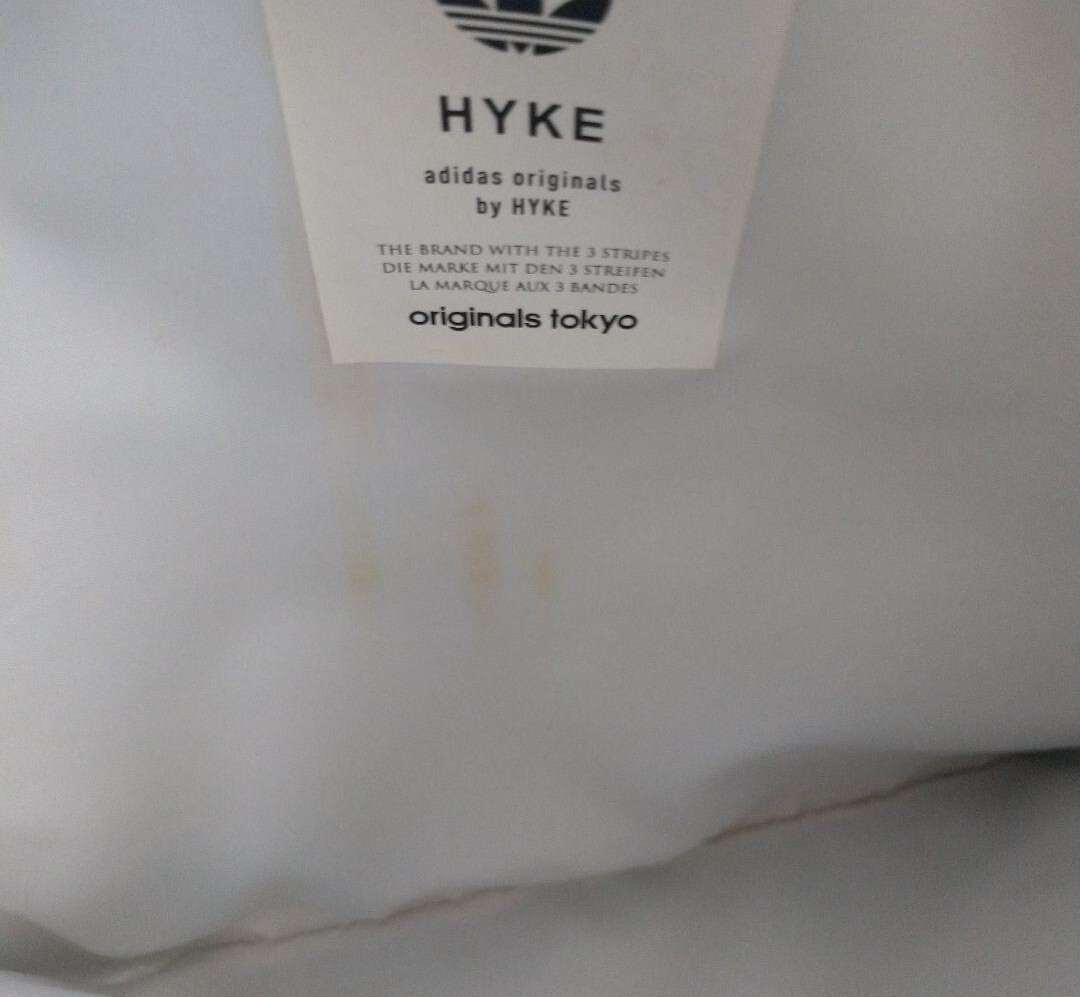 HYKE
adidas originals
by HYKE
THE BRAND WITH THE 3 STRIPES
DIE MARKE MIT DEN 3 STREIFEN
LA MARQUE AUX 3 BANDES
originals tokyo